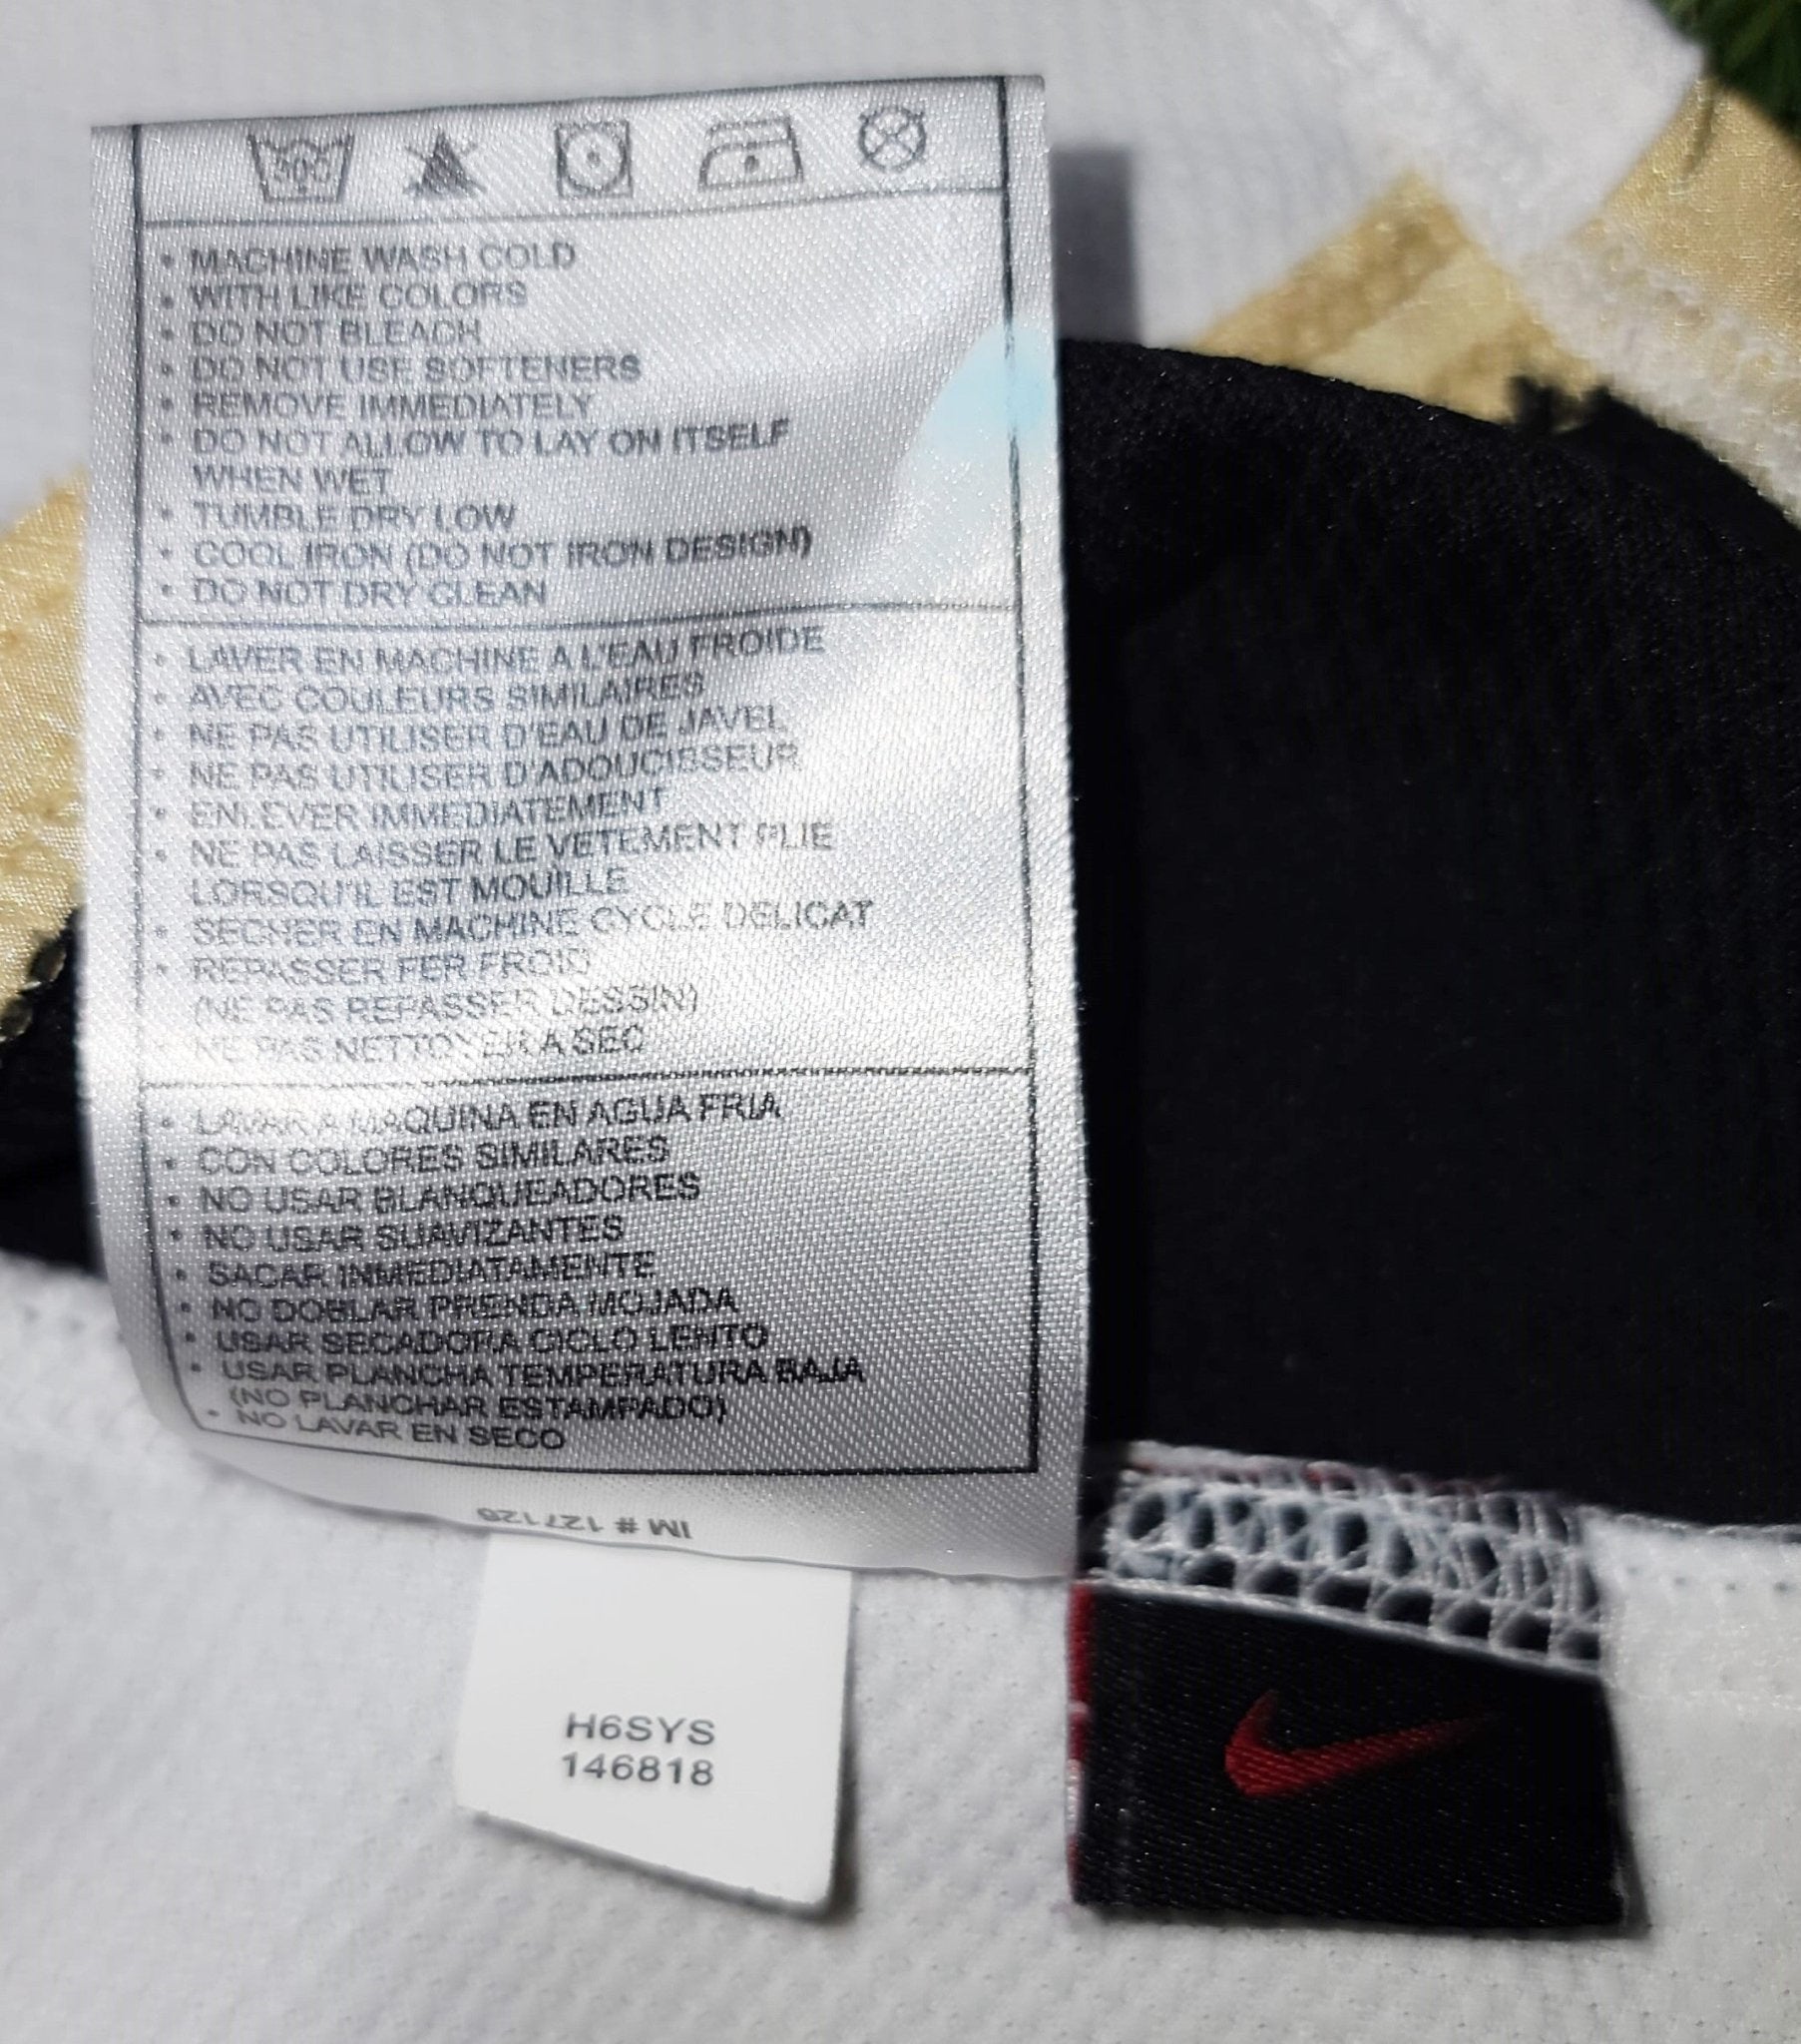 30C
• MACHINE WASH COLD
• WITH LIKE COLORS
• DO NOT BLEACH
• DO NOT USE SOFTENERS
• REMOVE IMMEDIATELY
• DO NOT ALLOW TO LAY ON ITSELF
WHEN WET
• TUMBLE DRY LOW
• COOL IRON (DO NOT IRON DESIGN)
• DO NOT DRY CLEAN
• LAVER EN MACHINE A L'EAU FROIDE
• AVEC COULEURS SIMILAIRES
• NE PAS UTILISER D'EAU DE JAVEL
• NE PAS UTILISER D'ADOUCISSEUR
• ENLEVER IMMEDIATEMENT
• NE PAS LAISSER LE VETEMENT PLIE
LORSQU'IL EST MOUILLE
• SECHER EN MACHINE CYCLE DELICAT
• REPASSER FER FROID
(NE PAS REPASSER DESSIN)
• NE PAS NETTOYER A SEC
• LAVAR A MAQUINA EN AGUA FRIA
• CON COLORES SIMILARES
• NO USAR BLANQUEADORES
• NO USAR SUAVIZANTES
• SACAR INMEDIATAMENTE
• NO DOBLAR PRENDA MOJADA
• USAR SECADORA CICLO LENTO
• USAR PLANCHA TEMPERATURA BAJA
(NO PLANCHAR ESTAMPADO)
• NO LAVAR EN SECO
IM # 127126
H6SYS
146818